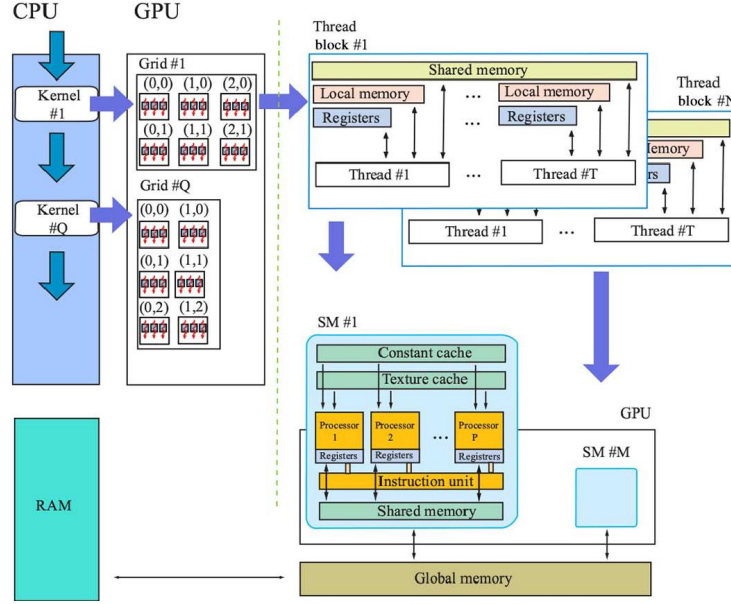 CPU
GPU
Kernel
#1
Kernel
#Q
RAM
Grid #1
(0,0) (1,0) (2,0)
(0,1) (1,1) (2,1)
Grid #Q
(0,0) (1,0)
(0,1) (1,1)
(0,2) (1,2)
Thread
block #1
Shared memory
Local memory ... Local memory
Registers ... Registers
Thread #1 ... Thread #T
Thread
block #N
Memory
Thread #1 ... Thread #T
SM #1
Constant cache
Texture cache
Processor
1
Registers
Processor
2
Registers
...
Processor
P
Registrers
Instruction unit
Shared memory
GPU
SM #M
Global memory